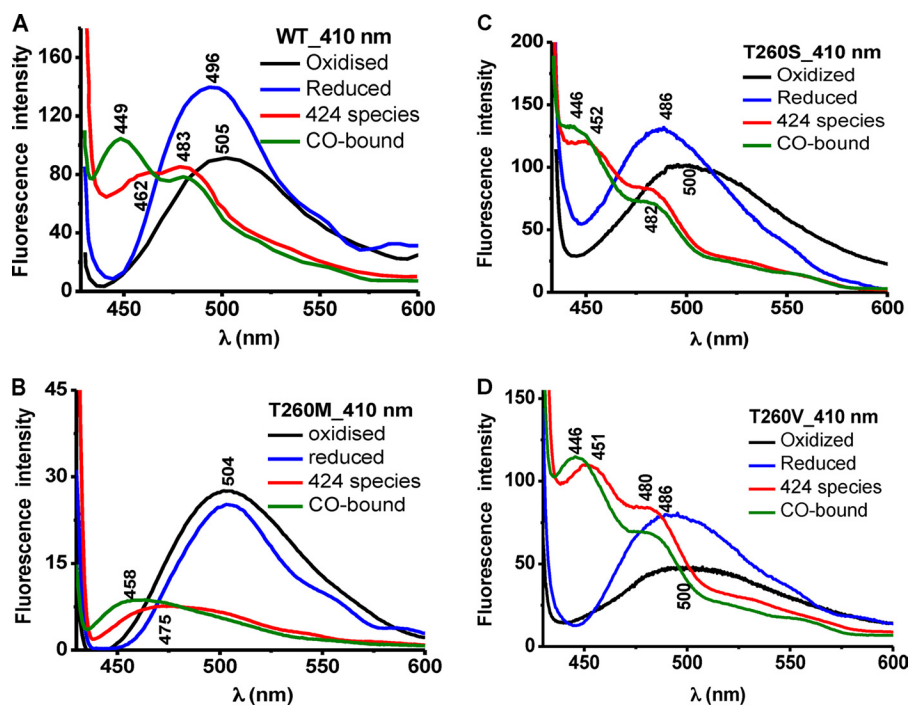 A
WT_410 nm
Oxidised
Reduced
424 species
CO-bound
449
462
483
496
505
160
120
80
40
0
Fluorescence intensity
450 500 550 600
λ (nm)
B
T260M_410 nm
oxidised
reduced
424 species
CO-bound
458
475
504
45
30
15
0
Fluorescence intensity
450 500 550 600
λ (nm)
C
T260S_410 nm
Oxidized
Reduced
424 species
CO-bound
446
452
482
486
500
200
150
100
50
0
Fluorescence intensity
450 500 550 600
λ (nm)
D
T260V_410 nm
Oxidized
Reduced
424 species
CO-bound
446
451
480
486
500
150
100
50
0
Fluorescence intensity
450 500 550 600
λ (nm)